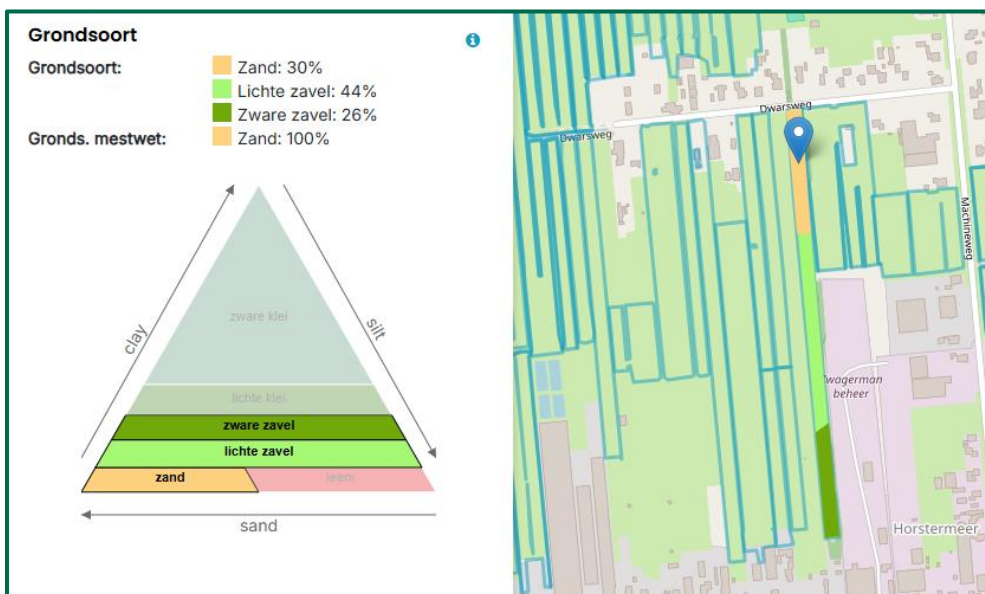 Grondsoort
Grondsoort:
Zand: 30%
Lichte zavel: 44%
Zware zavel: 26%
Gronds. mestwet:
Zand: 100%
clay
silt
zware klei
lichte klei
zware zavel
lichte zavel
zand
leem
sand
Dwarsweg
Dwarsweg
Machineweg
Zwagerman
beheer
Horstermeer